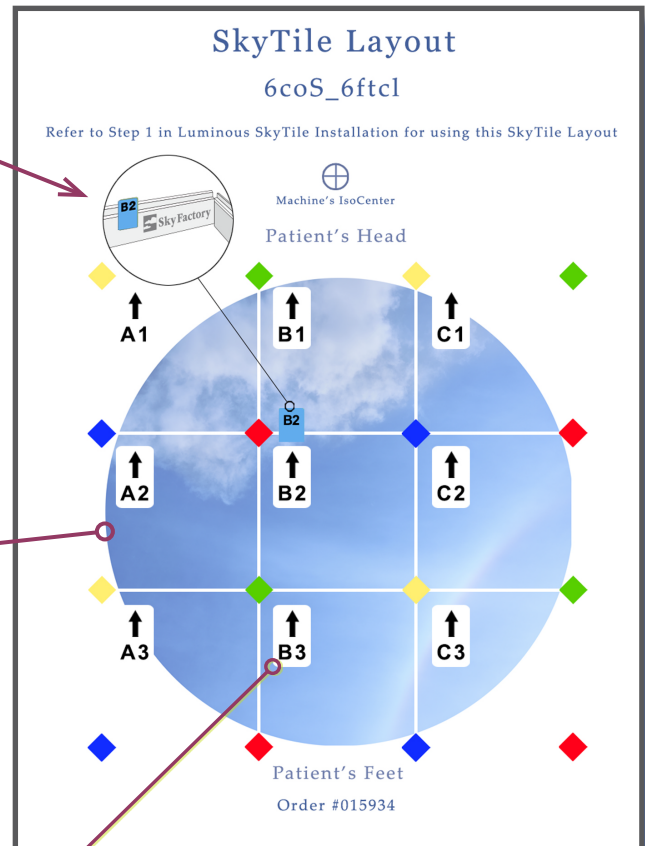 SkyTile Layout
6coS_6ftcl
Refer to Step 1 in Luminous SkyTile Installation for using this SkyTile Layout
B2
Sky Factory
Machine's IsoCenter
Patient's Head
A1 B1 C1
B2
A2 B2 C2
A3 B3 C3
Patient's Feet
Order #015934